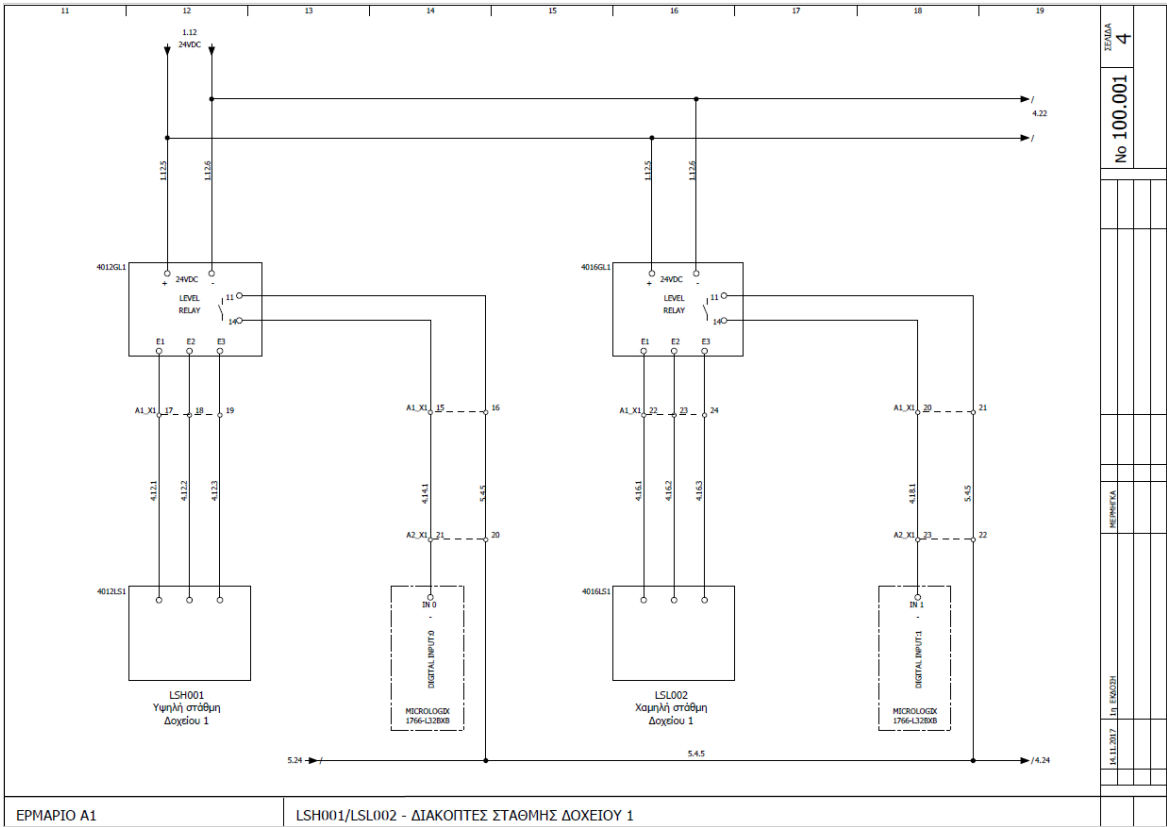 11 12 13 14 15 16 17 18 19
1.12
24VDC
4.22
1.12.5 1.12.6 1.12.5 1.12.6
4012GL1
24VDC
+ -
LEVEL
RELAY
11
14
E1 E2 E3
4016GL1
24VDC
+ -
LEVEL
RELAY
11
14
E1 E2 E3
A1_X1 17 18 19
A1_X1 15 16
A1_X1 22 23 24
A1_X1 20 21
4.12.1 4.12.2 4.12.3
4.14.1 5.4.5
4.16.1 4.16.2 4.16.3
4.18.1 5.4.5
A2_X1 21 20
A2_X1 23 22
4012LS1
LSH001
Υψηλή στάθμη
Δοχείου 1
IN 0
-
DIGITAL INPUT:0
MICROLOGIX
1766-L32BXB
4016LS1
LSL002
Χαμηλή στάθμη
Δοχείου 1
IN 1
-
DIGITAL INPUT:1
MICROLOGIX
1766-L32BXB
5.24 / 5.4.5 /4.24
ΣΕΛΙΔΑ
4
No 100.001
ΜΕΡΜΗΓΚΑ
1η ΕΚΔΟΣΗ
14.11.2017
ΕΡΜΑΡΙΟ Α1
LSH001/LSL002 - ΔΙΑΚΟΠΤΕΣ ΣΤΑΘΜΗΣ ΔΟΧΕΙΟΥ 1